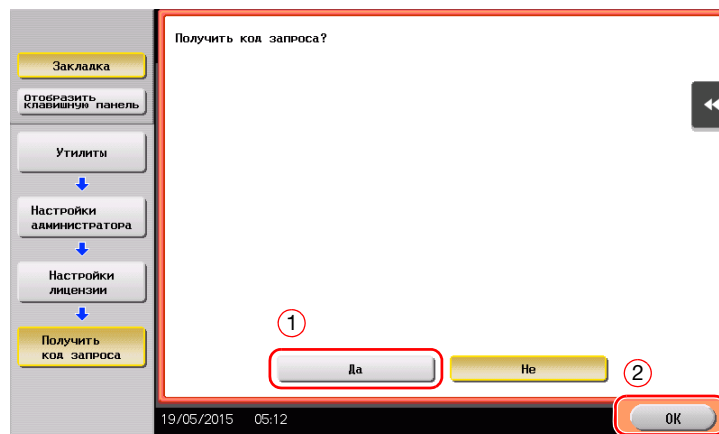 Получить код запроса?
Закладка
Отобразить
клавишную панель
Утилиты
Настройки
администратора
Настройки
лицензии
Получить
код запроса
1
Да
Не
2
19/05/2015 05:12
OK